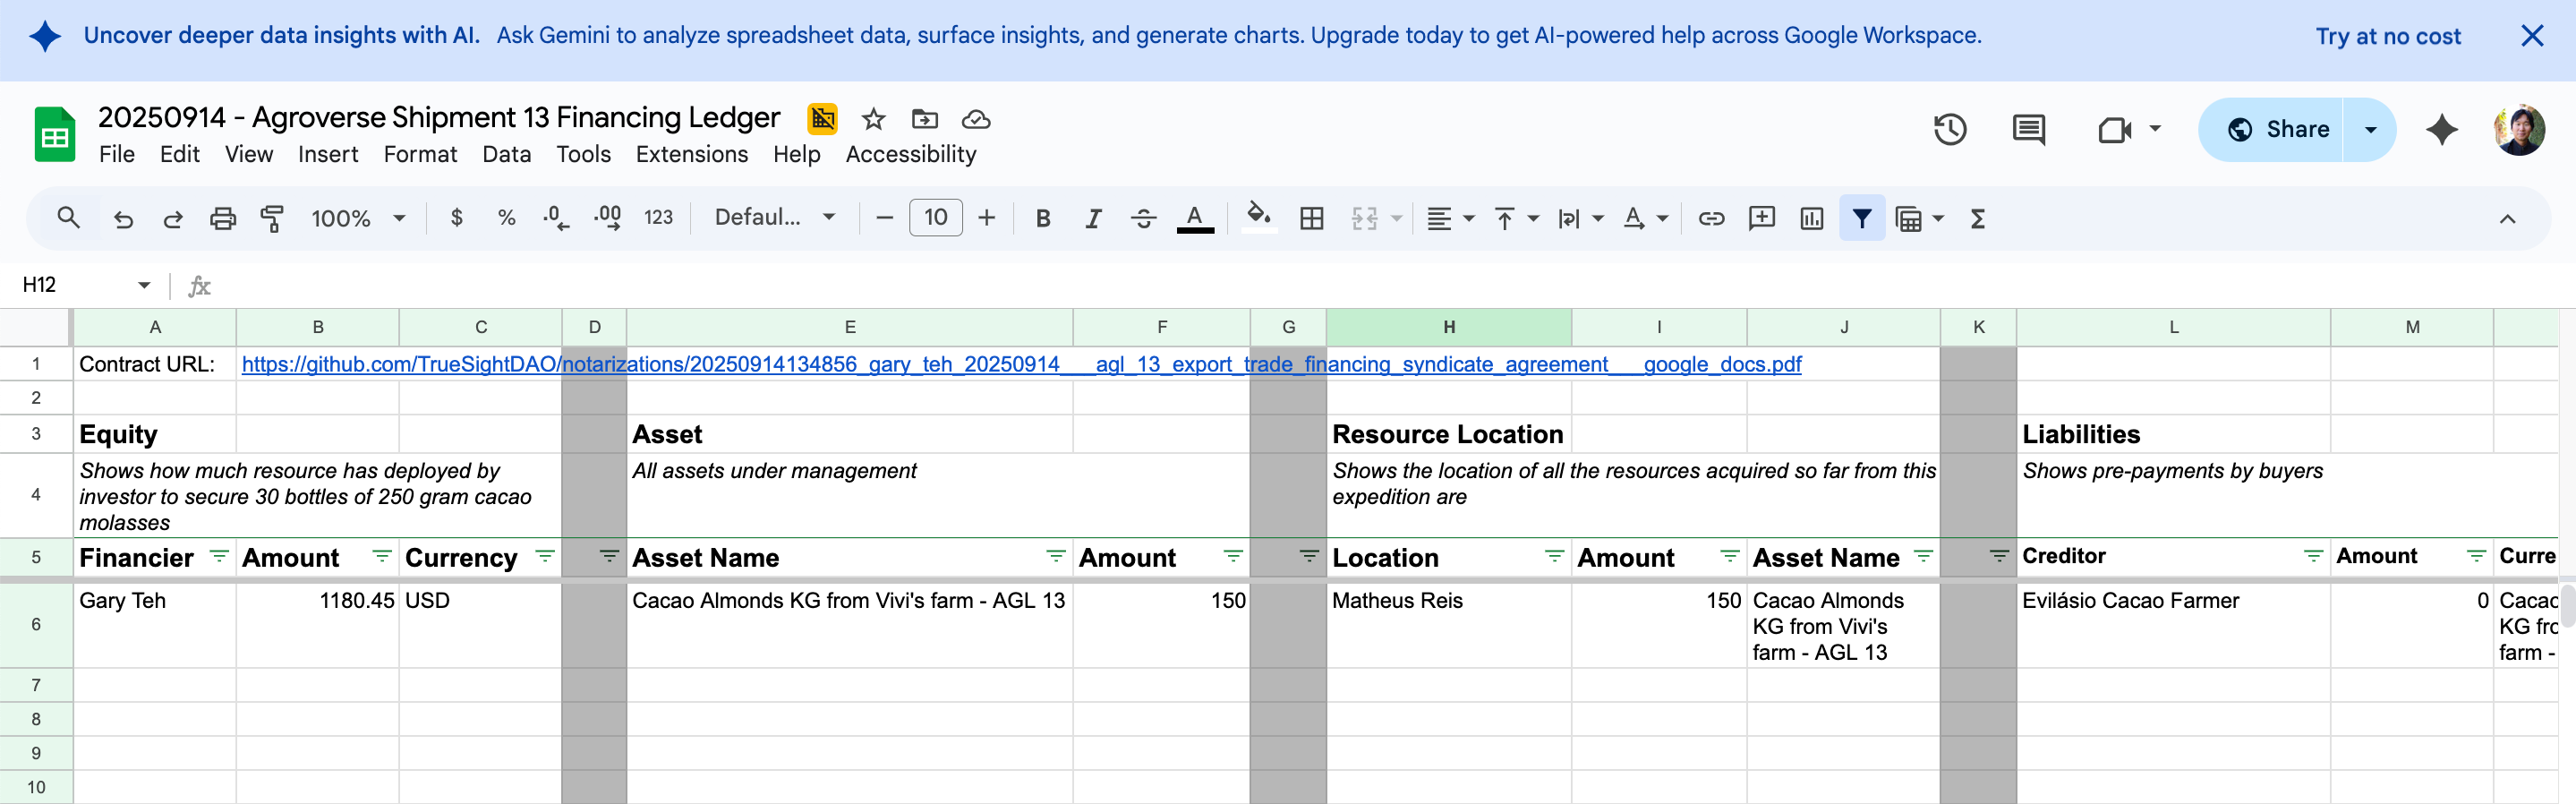 Uncover deeper data insights with AI. Ask Gemini to analyze spreadsheet data, surface insights, and generate charts. Upgrade today to get AI-powered help across Google Workspace. Try at no cost
20250914 - Agroverse Shipment 13 Financing Ledger
Share
File Edit View Insert Format Data Tools Extensions Help Accessibility
100% $ % .0 .00 123 Defaul... 10 B I S A
H12 fx
A B C D E F G H I J K L M
1 Contract URL: https://github.com/TrueSightDAO/notarizations/20250914134856_gary_teh_20250914___agl_13_export_trade_financing_syndicate_agreement___google_docs.pdf
2
3 Equity Asset Resource Location Liabilities
4
Shows how much resource has deployed by
investor to secure 30 bottles of 250 gram cacao
molasses
All assets under management
Shows the location of all the resources acquired so far from this
expedition are
Shows pre-payments by buyers
5 Financier Amount Currency Asset Name Amount Location Amount Asset Name Creditor Amount Curre
6 Gary Teh 1180.45 USD Cacao Almonds KG from Vivi's farm - AGL 13 150 Matheus Reis 150
Cacao Almonds
KG from Vivi's
farm - AGL 13
Evilásio Cacao Farmer 0
Cacao
KG fro
farm -
7
8
9
10